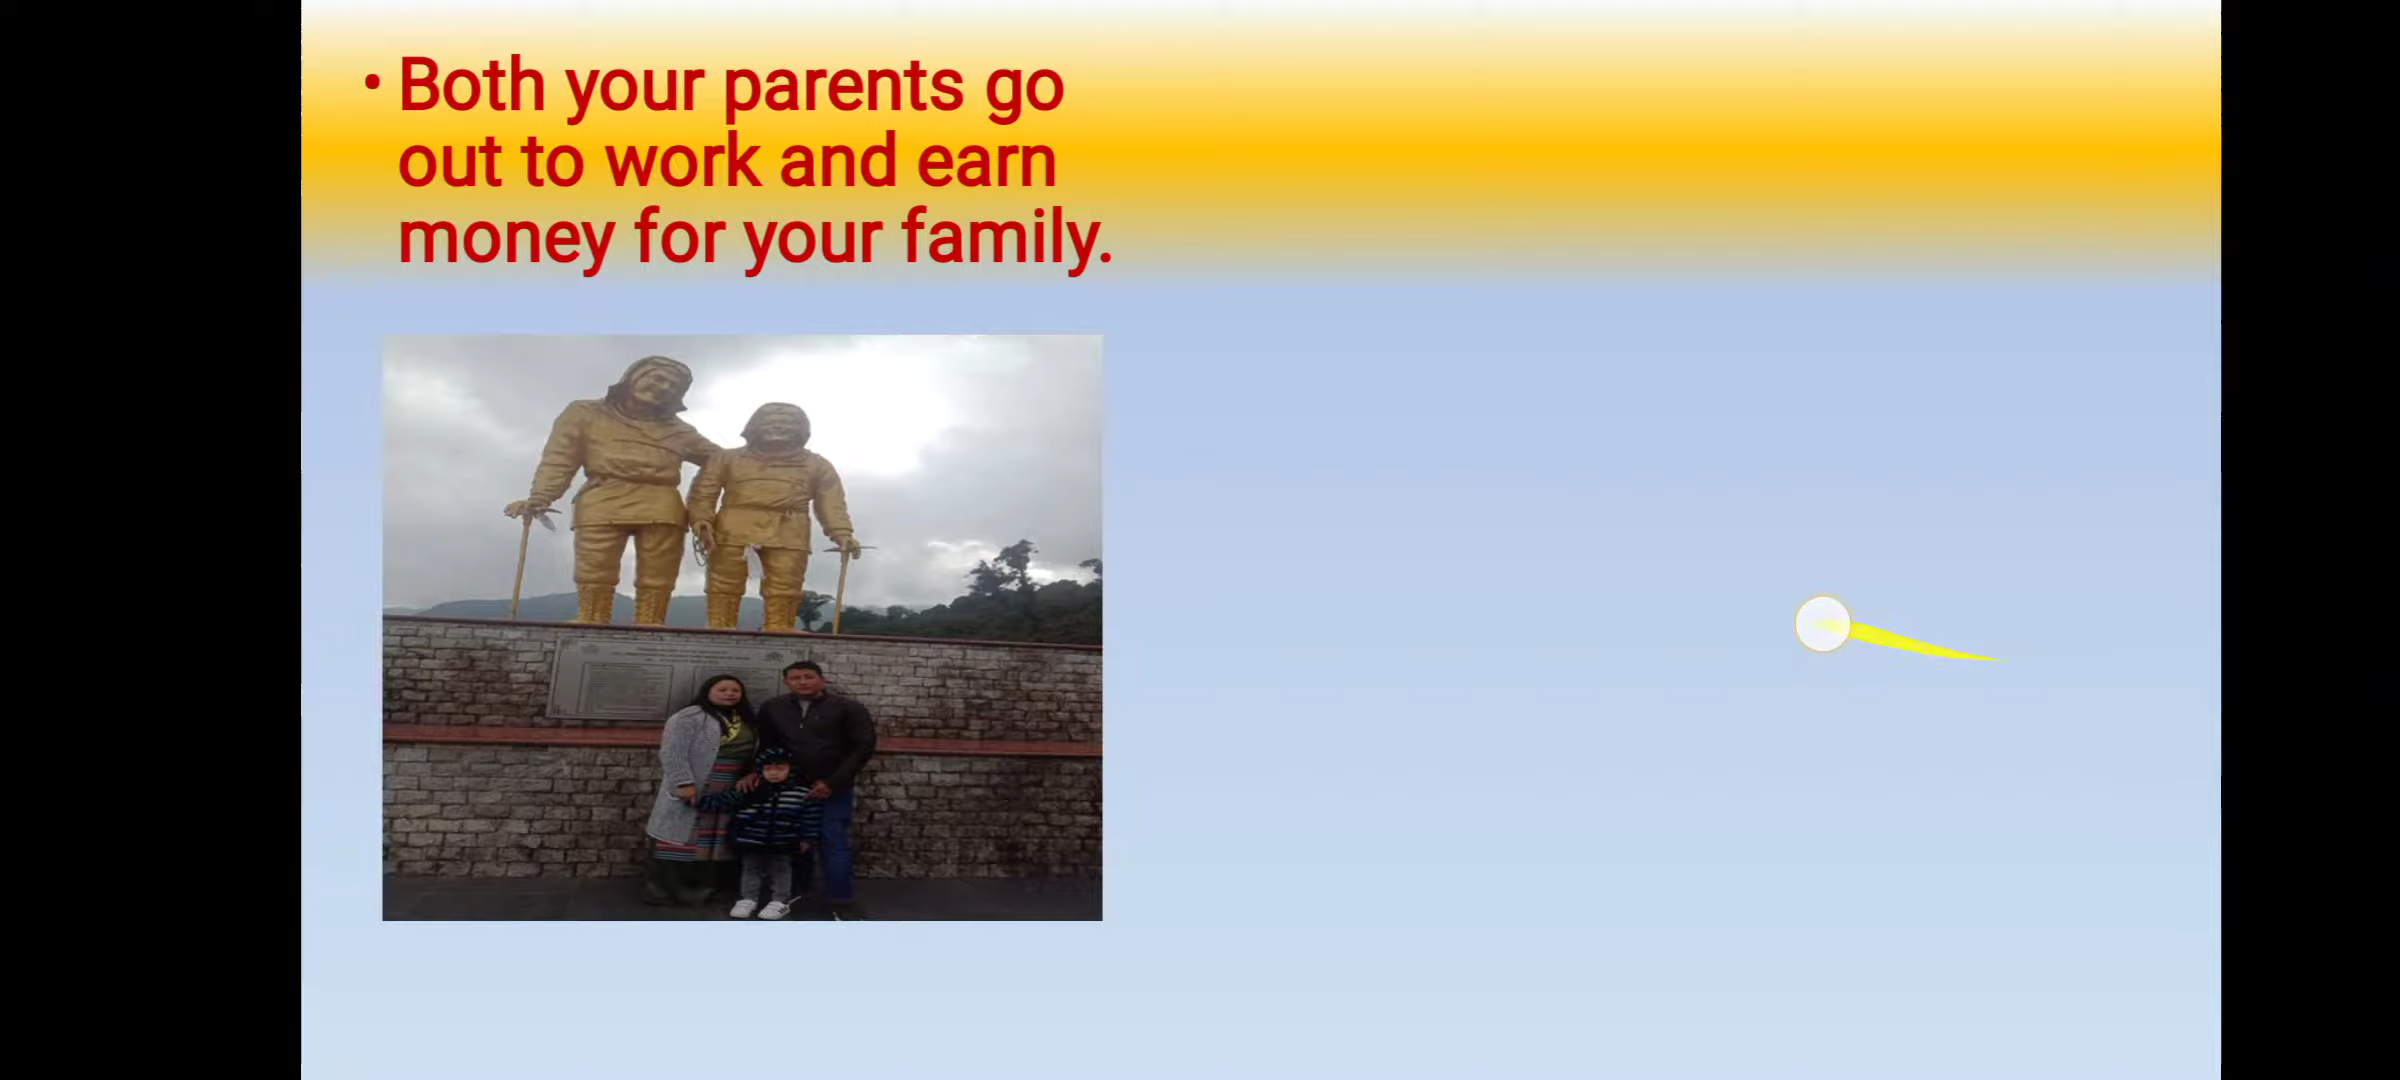 • Both your parents go
out to work and earn
money for your family.